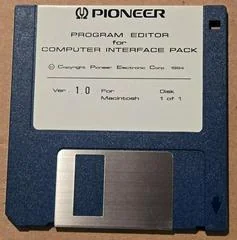 PIONEER
PROGRAM EDITOR
for
COMPUTER INTERFACE PACK
© Copyright Pioneer Electronic Corp. 1984
Ver. 1.0 For Macintosh Disk 1 of 1